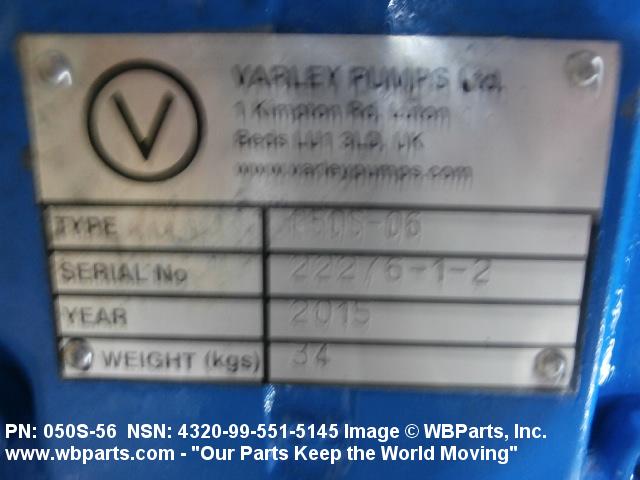 V
VARLEY PUMPS Ltd.
1 Kimpton Rd, Luton
Beds LU1 3LD, UK
www.varleypumps.com
TYPE
SERIAL No 22276-1-2
YEAR 2015
WEIGHT (kgs) 34
PN: 050S-56 NSN: 4320-99-551-5145 Image © WBParts, Inc.
www.wbparts.com - "Our Parts Keep the World Moving"